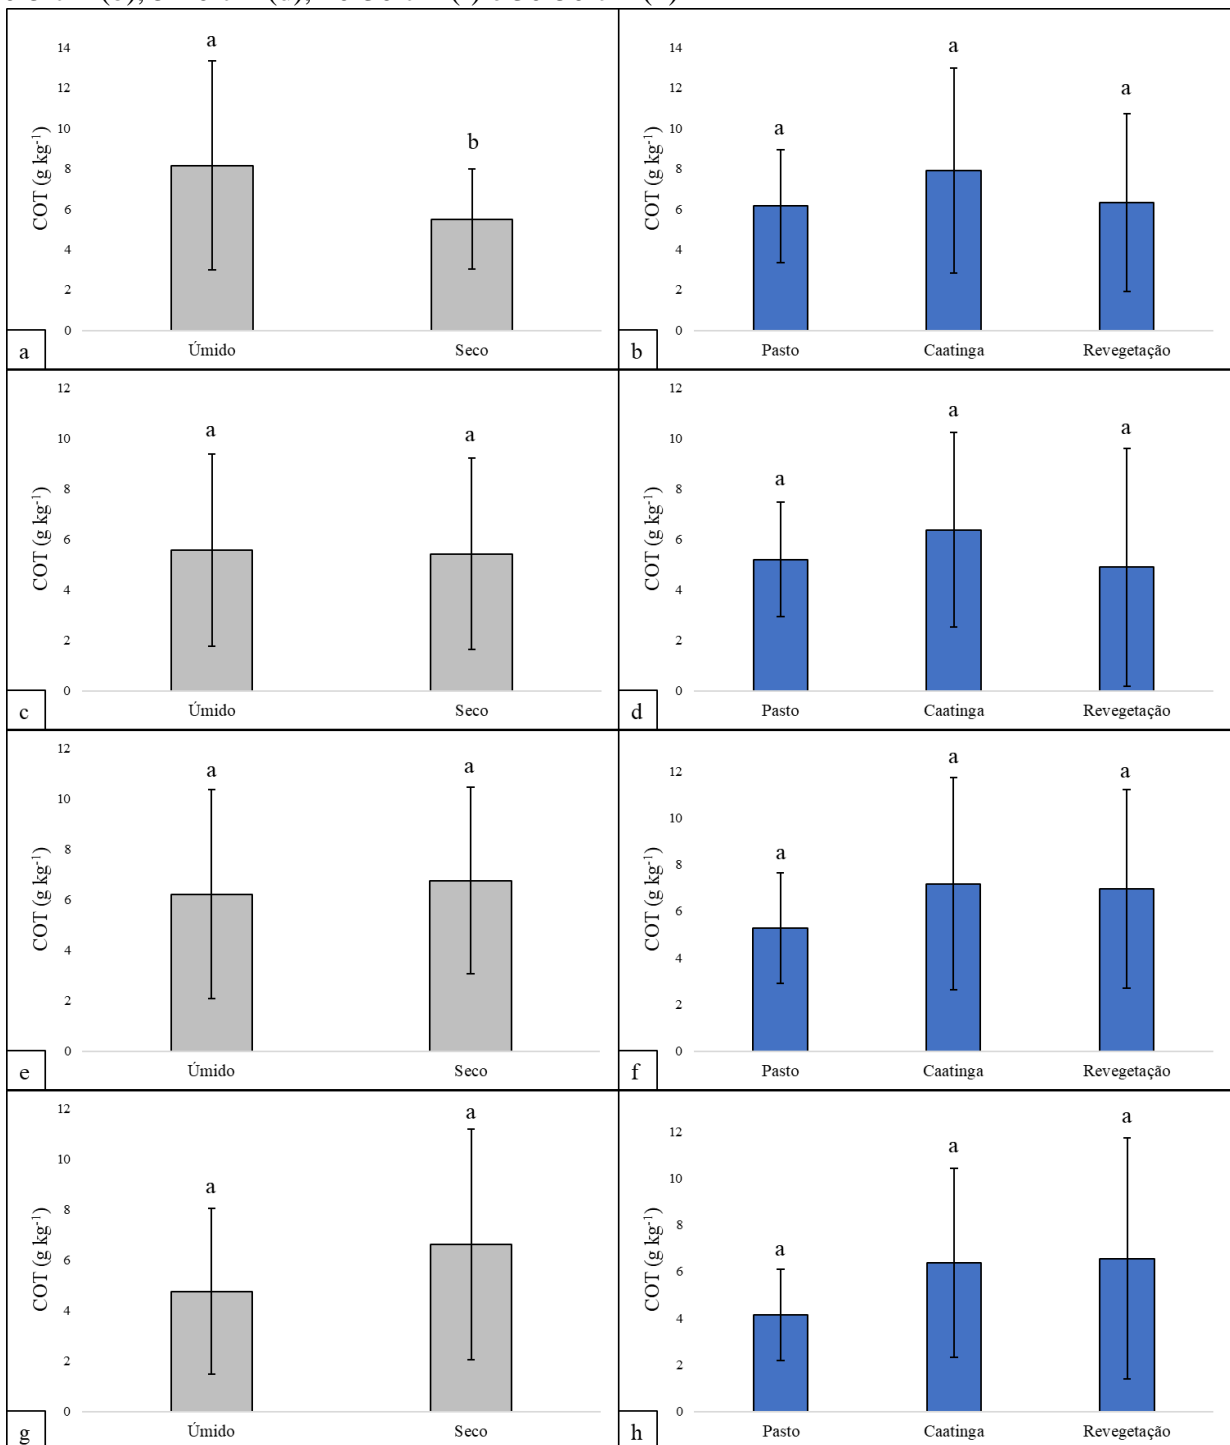 14
12
10
8
6
4
2
0
COT (g kg⁻¹)
a
b
Úmido
Seco
a
14
12
10
8
6
4
2
0
COT (g kg⁻¹)
a
a
a
Pasto
Caatinga
Revegetação
b
12
10
8
6
4
2
0
COT (g kg⁻¹)
a
a
Úmido
Seco
c
12
10
8
6
4
2
0
COT (g kg⁻¹)
a
a
a
Pasto
Caatinga
Revegetação
d
12
10
8
6
4
2
0
COT (g kg⁻¹)
a
a
Úmido
Seco
e
12
10
8
6
4
2
0
COT (g kg⁻¹)
a
a
a
Pasto
Caatinga
Revegetação
f
12
10
8
6
4
2
0
COT (g kg⁻¹)
a
a
Úmido
Seco
g
12
10
8
6
4
2
0
COT (g kg⁻¹)
a
a
a
Pasto
Caatinga
Revegetação
h